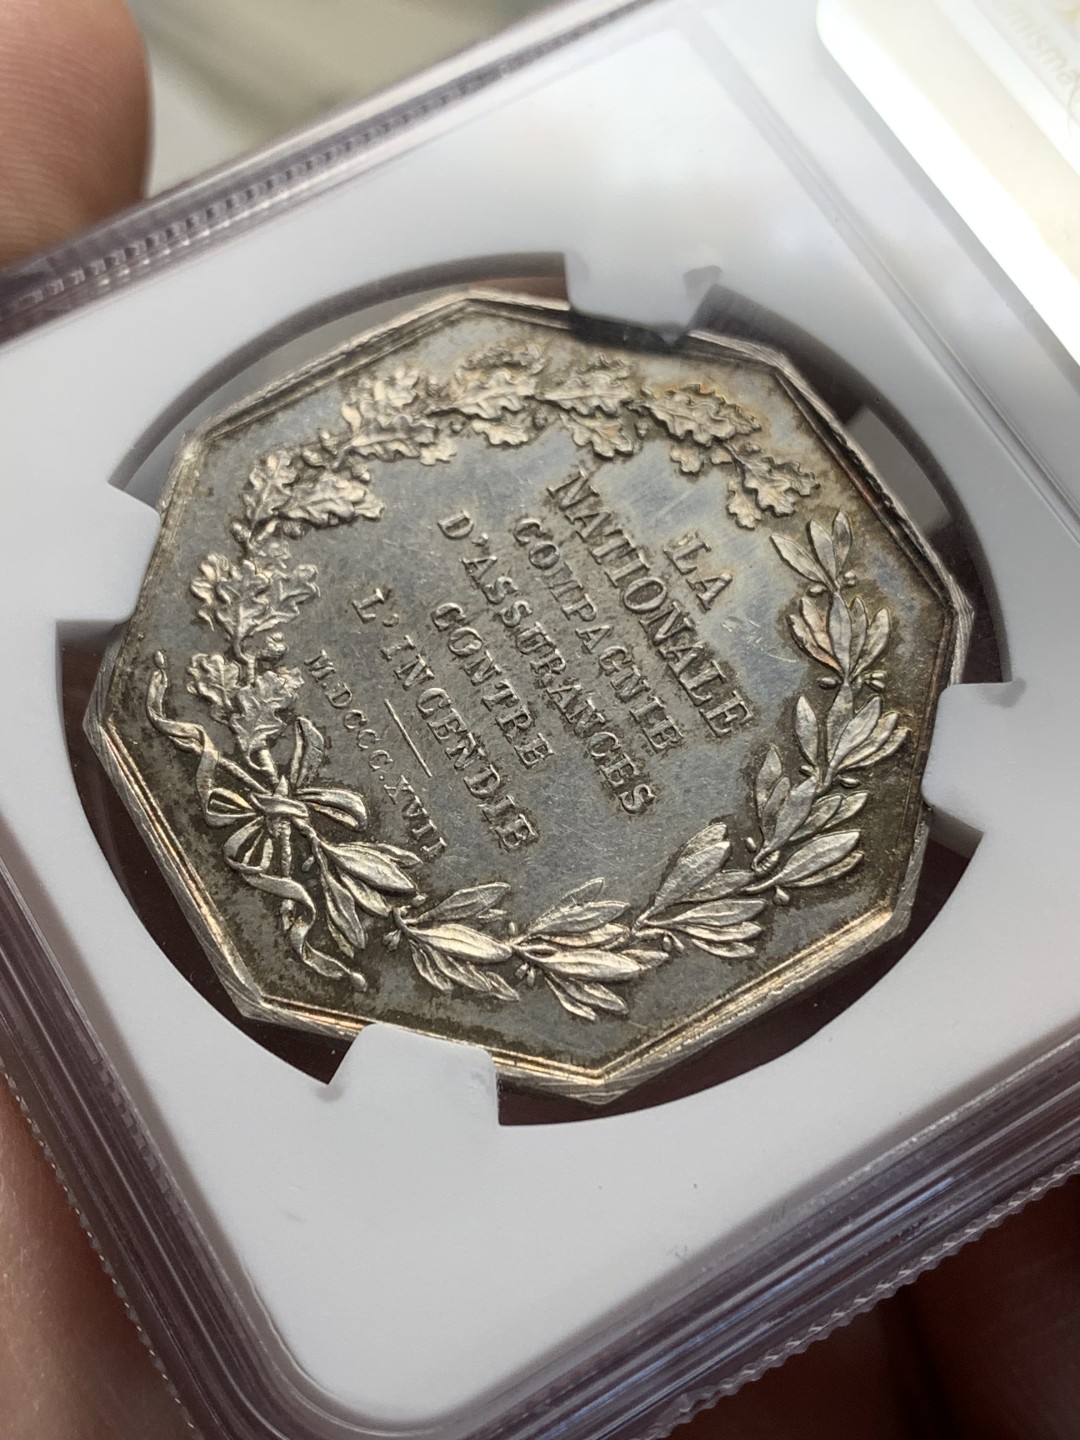 LA
NATIONALE
COMPAGNIE
D'ASSURANCES
CONTRE
L'INCENDIE
M.DCCC.XVII